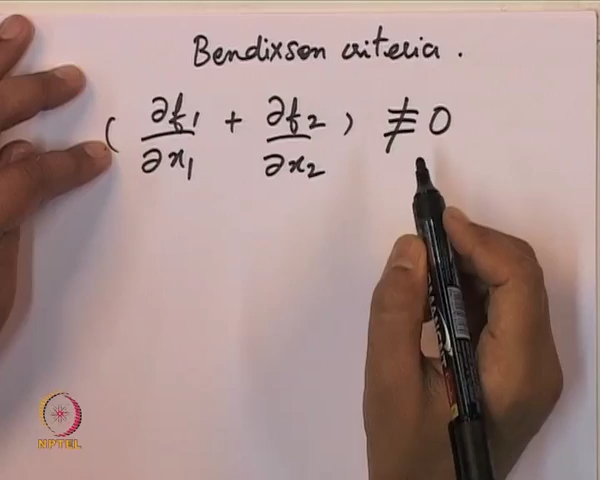 Bendixson criteria.
( ∂f₁/∂x₁ + ∂f₂/∂x₂ ) ≢ 0
NPTEL